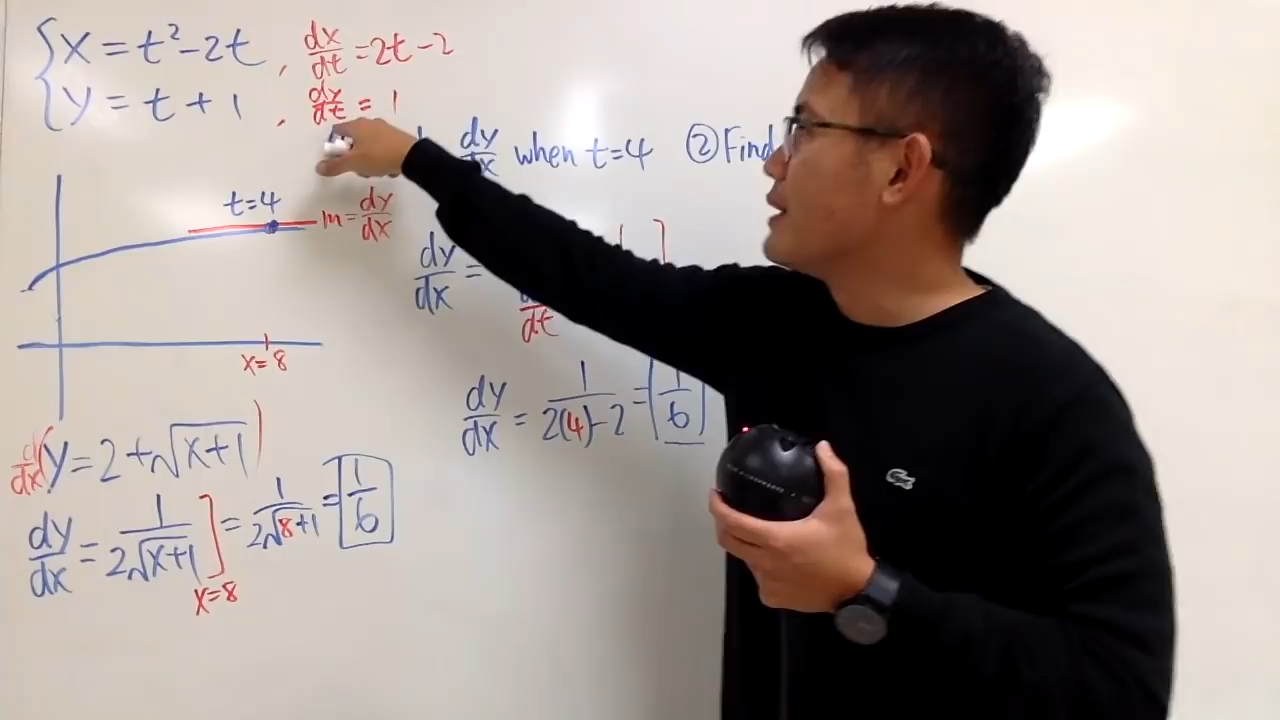 x = t² - 2t , dx/dt = 2t - 2
y = t + 1 , dy/dt = 1
dy/dx when t=4 ② Find
t=4
m = dy/dx
dy/dx =
dt
x=8
dy/dx = 1/(2(4)-2) = 1/6
d/dx (y = 2 + √(x+1))
dy/dx = 1/(2√(x+1))] x=8 = 1/(2√(8+1)) = 1/6